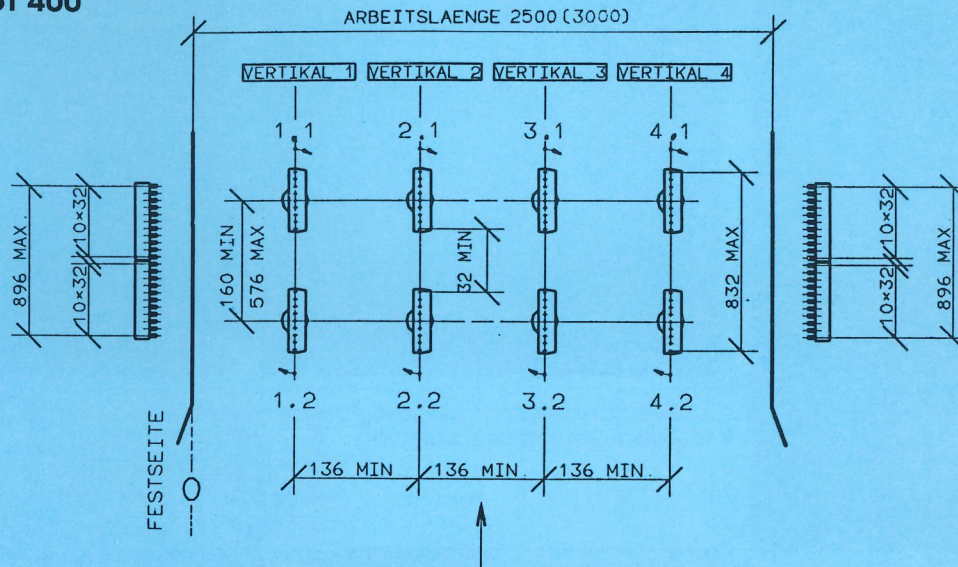 400
ARBEITSLAENGE 2500 (3000)
VERTIKAL 1 VERTIKAL 2 VERTIKAL 3 VERTIKAL 4
1.1 2.1 3.1 4.1
896 MAX.
10×32
10×32
160 MIN
576 MAX
32 MIN
832 MAX
10×32
10×32
896 MAX.
1.2 2.2 3.2 4.2
FESTSEITE
O
136 MIN 136 MIN. 136 MIN.